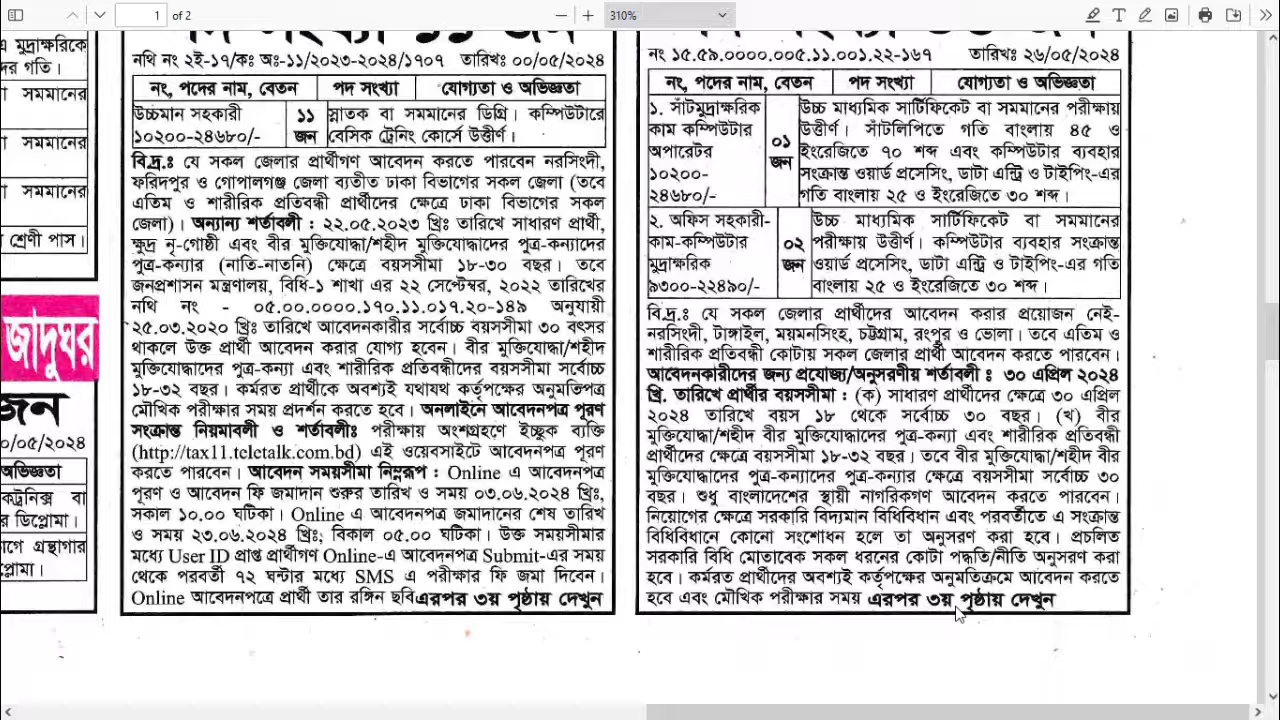 1 of 2
310%
এ মুদ্রাক্ষরিকে
দের গতি।
া সমমানের
া সমমানের
া সমমানের
শ্রেণী পাস।
জাদুঘর
জন
০/০৫/২০২৪
অভিজ্ঞতা
কট্রনিক্স বা
র ডিপ্লোমা।
াগে গ্রন্থাগার
প্লোমা।
পদ সংখ্যা ১১ জন
নথি নং ২ই-১৭/কঃ অঃ-১১/২০২৩-২০২৪/১৭০৭ তারিখঃ ০০/০৫/২০২৪
নং, পদের নাম, বেতন পদ সংখ্যা যোগ্যতা ও অভিজ্ঞতা
উচ্চমান সহকারী ১১ স্নাতক বা সমমানের ডিগ্রি। কম্পিউটারে
১০২০০-২৪৬৮০/- জন বেসিক ট্রেনিং কোর্সে উত্তীর্ণ।
বি.দ্র.ঃ যে সকল জেলার প্রার্থীগণ আবেদন করতে পারবেন নরসিংদী,
ফরিদপুর ও গোপালগঞ্জ জেলা ব্যতীত ঢাকা বিভাগের সকল জেলা (তবে
এতিম ও শারীরিক প্রতিবন্ধী প্রার্থীদের ক্ষেত্রে ঢাকা বিভাগের সকল
জেলা)। অন্যান্য শর্তাবলী : ২২.০৫.২০২৩ খ্রিঃ তারিখে সাধারণ প্রার্থী,
ক্ষুদ্র নৃ-গোষ্ঠী এবং বীর মুক্তিযোদ্ধা/শহীদ মুক্তিযোদ্ধাদের পুত্র-কন্যাদের
পুত্র-কন্যার (নাতি-নাতনি) ক্ষেত্রে বয়সসীমা ১৮-৩০ বছর। তবে
জনপ্রশাসন মন্ত্রণালয়, বিধি-১ শাখা এর ২২ সেপ্টেম্বর, ২০২২ তারিখের
নথি নং - ০৫.০০.০০০০.১৭০.১১.০১৭.২০-১৪৯ অনুযায়ী
২৫.০৩.২০২০ খ্রিঃ তারিখে আবেদনকারীর সর্বোচ্চ বয়সসীমা ৩০ বৎসর
থাকলে উক্ত প্রার্থী আবেদন করার যোগ্য হবেন। বীর মুক্তিযোদ্ধা/শহীদ
মুক্তিযোদ্ধাদের পুত্র-কন্যা এবং শারীরিক প্রতিবন্ধীদের বয়সসীমা সর্বোচ্চ
১৮-৩২ বছর। কর্মরত প্রার্থীকে অবশ্যই যথাযথ কর্তৃপক্ষের অনুমতিপত্র
মৌখিক পরীক্ষার সময় প্রদর্শন করতে হবে। অনলাইনে আবেদনপত্র পূরণ
সংক্রান্ত নিয়মাবলী ও শর্তাবলীঃ পরীক্ষায় অংশগ্রহণে ইচ্ছুক ব্যক্তি
(http://tax11.teletalk.com.bd) এই ওয়েবসাইটে আবেদনপত্র পূরণ
করতে পারবেন। আবেদন সময়সীমা নিম্নরূপ : Online এ আবেদনপত্র
পূরণ ও আবেদন ফি জমাদান শুরুর তারিখ ও সময় ০৩.০৬.২০২৪ খ্রিঃ,
সকাল ১০.০০ ঘটিকা। Online এ আবেদনপত্র জমাদানের শেষ তারিখ
ও সময় ২৩.০৬.২০২৪ খ্রিঃ, বিকাল ০৫.০০ ঘটিকা। উক্ত সময়সীমার
মধ্যে User ID প্রাপ্ত প্রার্থীগণ Online-এ আবেদনপত্র Submit-এর সময়
থেকে পরবর্তী ৭২ ঘন্টার মধ্যে SMS এ পরীক্ষার ফি জমা দিবেন।
Online আবেদনপত্রে প্রার্থী তার রঙ্গিন ছবি এরপর ৩য় পৃষ্ঠায় দেখুন
নং ১৫.৫৯.০০০০.০০৫.১১.০০১.২২-১৬৭ তারিখঃ ২৬/০৫/২০২৪
নং, পদের নাম, বেতন পদ সংখ্যা যোগ্যতা ও অভিজ্ঞতা
১. সাঁটমুদ্রাক্ষরিক উচ্চ মাধ্যমিক সার্টিফিকেট বা সমমানের পরীক্ষায়
কাম কম্পিউটার উত্তীর্ণ। সাঁটলিপিতে গতি বাংলায় ৪৫ ও
অপারেটর ০১ জন ইংরেজিতে ৭০ শব্দ এবং কম্পিউটার ব্যবহার
১০২০০- সংক্রান্ত ওয়ার্ড প্রসেসিং, ডাটা এন্ট্রি ও টাইপিং-এর
২৪৬৮০/- গতি বাংলায় ২৫ ও ইংরেজিতে ৩০ শব্দ।
২. অফিস সহকারী- উচ্চ মাধ্যমিক সার্টিফিকেট বা সমমানের
কাম-কম্পিউটার ০২ পরীক্ষায় উত্তীর্ণ। কম্পিউটার ব্যবহার সংক্রান্ত
মুদ্রাক্ষরিক জন ওয়ার্ড প্রসেসিং, ডাটা এন্ট্রি ও টাইপিং-এর গতি
৯৩০০-২২৪৯০/- বাংলায় ২৫ ও ইংরেজিতে ৩০ শব্দ।
বি.দ্র.ঃ যে সকল জেলার প্রার্থীদের আবেদন করার প্রয়োজন নেই-
নরসিংদী, টাঙ্গাইল, ময়মনসিংহ, চট্টগ্রাম, রংপুর ও ভোলা। তবে এতিম ও
শারীরিক প্রতিবন্ধী কোটায় সকল জেলার প্রার্থী আবেদন করতে পারবেন।
আবেদনকারীদের জন্য প্রযোজ্য/অনুসরণীয় শর্তাবলী : ৩০ এপ্রিল ২০২৪
খ্রি. তারিখে প্রার্থীর বয়সসীমা : (ক) সাধারণ প্রার্থীদের ক্ষেত্রে ৩০ এপ্রিল
২০২৪ তারিখে বয়স ১৮ থেকে সর্বোচ্চ ৩০ বছর। (খ) বীর
মুক্তিযোদ্ধা/শহীদ বীর মুক্তিযোদ্ধাদের পুত্র-কন্যা এবং শারীরিক প্রতিবন্ধী
প্রার্থীদের ক্ষেত্রে বয়সসীমা ১৮-৩২ বছর। তবে বীর মুক্তিযোদ্ধা/শহীদ বীর
মুক্তিযোদ্ধাদের পুত্র-কন্যাদের পুত্র-কন্যার ক্ষেত্রে বয়সসীমা সর্বোচ্চ ৩০
বছর। শুধু বাংলাদেশের স্থায়ী নাগরিকগণ আবেদন করতে পারবেন।
নিয়োগের ক্ষেত্রে সরকারি বিদ্যমান বিধিবিধান এবং পরবর্তীতে এ সংক্রান্ত
বিধিবিধানে কোনো সংশোধন হলে তা অনুসরণ করা হবে। প্রচলিত
সরকারি বিধি মোতাবেক সকল ধরনের কোটা পদ্ধতি/নীতি অনুসরণ করা
হবে। কর্মরত প্রার্থীদের অবশ্যই কর্তৃপক্ষের অনুমতিক্রমে আবেদন করতে
হবে এবং মৌখিক পরীক্ষার সময় এরপর ৩য় পৃষ্ঠায় দেখুন